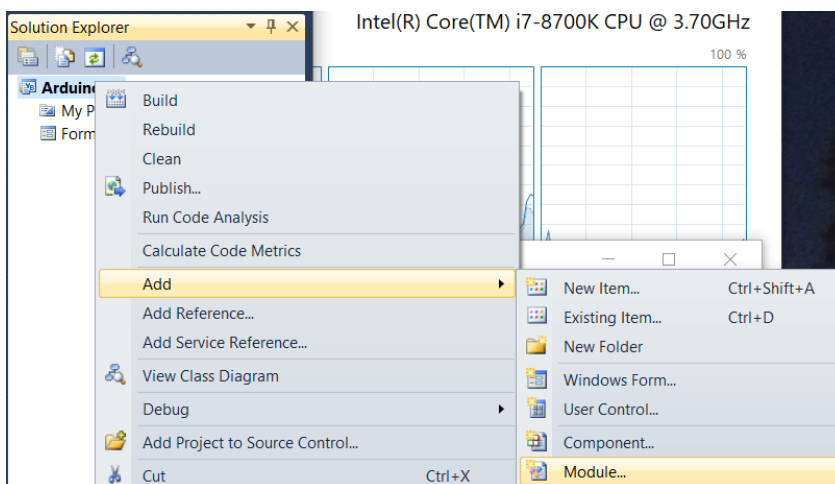 Solution Explorer
Intel(R) Core(TM) i7-8700K CPU @ 3.70GHz
100 %
Arduin
My P
Form
Build
Rebuild
Clean
Publish...
Run Code Analysis
Calculate Code Metrics
Add
Add Reference...
Add Service Reference...
View Class Diagram
Debug
Add Project to Source Control...
Cut Ctrl+X
New Item... Ctrl+Shift+A
Existing Item... Ctrl+D
New Folder
Windows Form...
User Control...
Component...
Module...